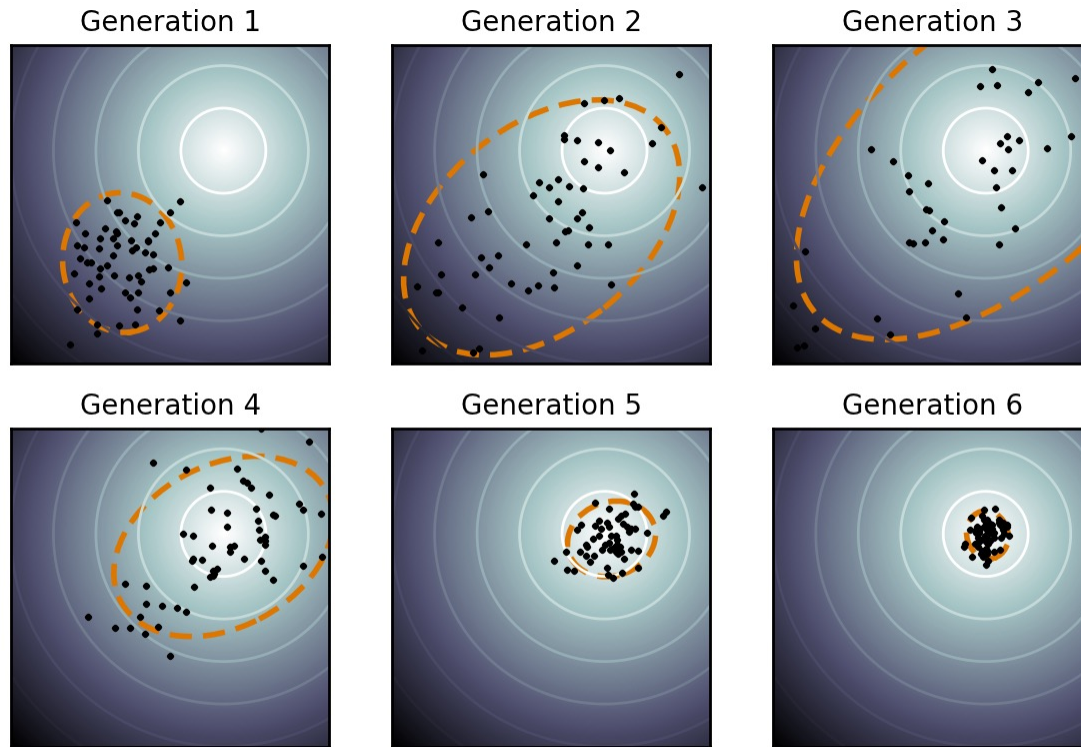 Generation 1
Generation 2
Generation 3
Generation 4
Generation 5
Generation 6